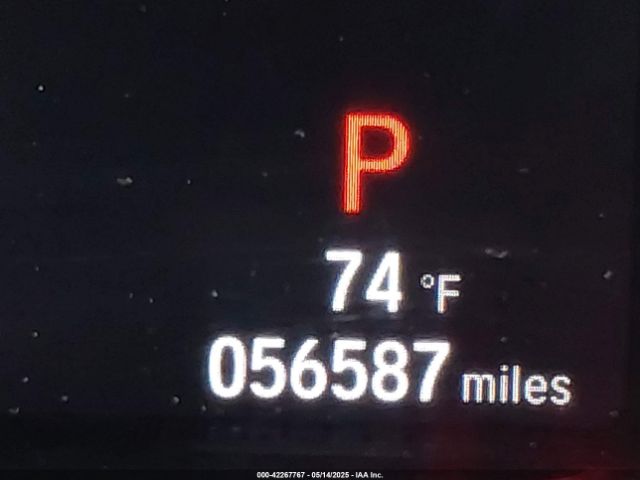 P
74 °F
056587 miles
000-42267767 - 05/14/2025 - IAA Inc.